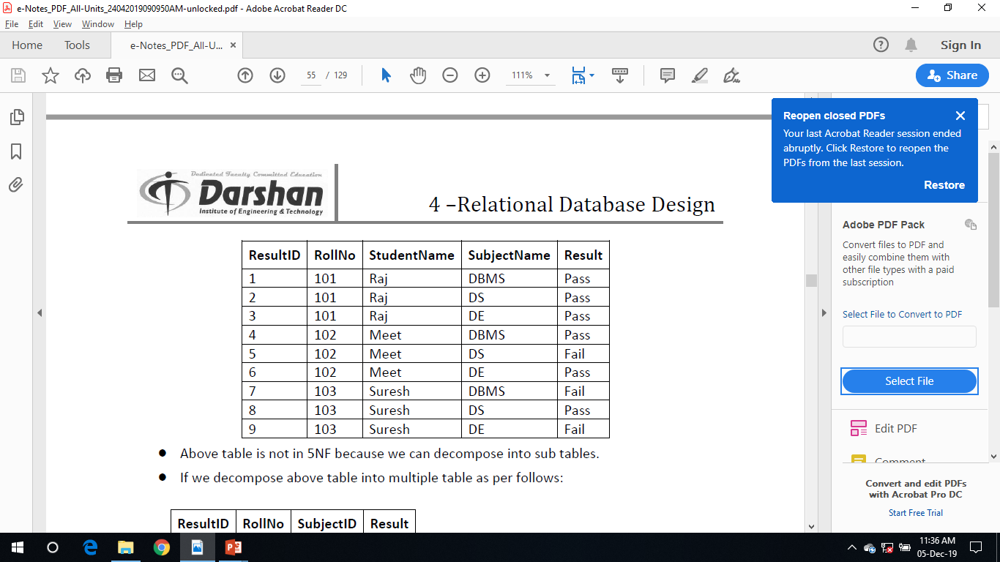 e-Notes_PDF_All-Units_24042019090950AM-unlocked.pdf - Adobe Acrobat Reader DC
File Edit View Window Help
Home Tools e-Notes_PDF_All-U... × Sign In
55 / 129 111% Share
Reopen closed PDFs
Your last Acrobat Reader session ended
abruptly. Click Restore to reopen the
PDFs from the last session.
Restore
Dedicated Faculty Committed Education
Darshan
Institute of Engineering & Technology
4 –Relational Database Design
ResultID RollNo StudentName SubjectName Result
1 101 Raj DBMS Pass
2 101 Raj DS Pass
3 101 Raj DE Pass
4 102 Meet DBMS Pass
5 102 Meet DS Fail
6 102 Meet DE Pass
7 103 Suresh DBMS Fail
8 103 Suresh DS Pass
9 103 Suresh DE Fail
● Above table is not in 5NF because we can decompose into sub tables.
● If we decompose above table into multiple table as per follows:
ResultID RollNo SubjectID Result
Adobe PDF Pack
Convert files to PDF and
easily combine them with
other file types with a paid
subscription
Select File to Convert to PDF
Select File
Edit PDF
Comment
Convert and edit PDFs
with Acrobat Pro DC
Start Free Trial
11:36 AM
05-Dec-19